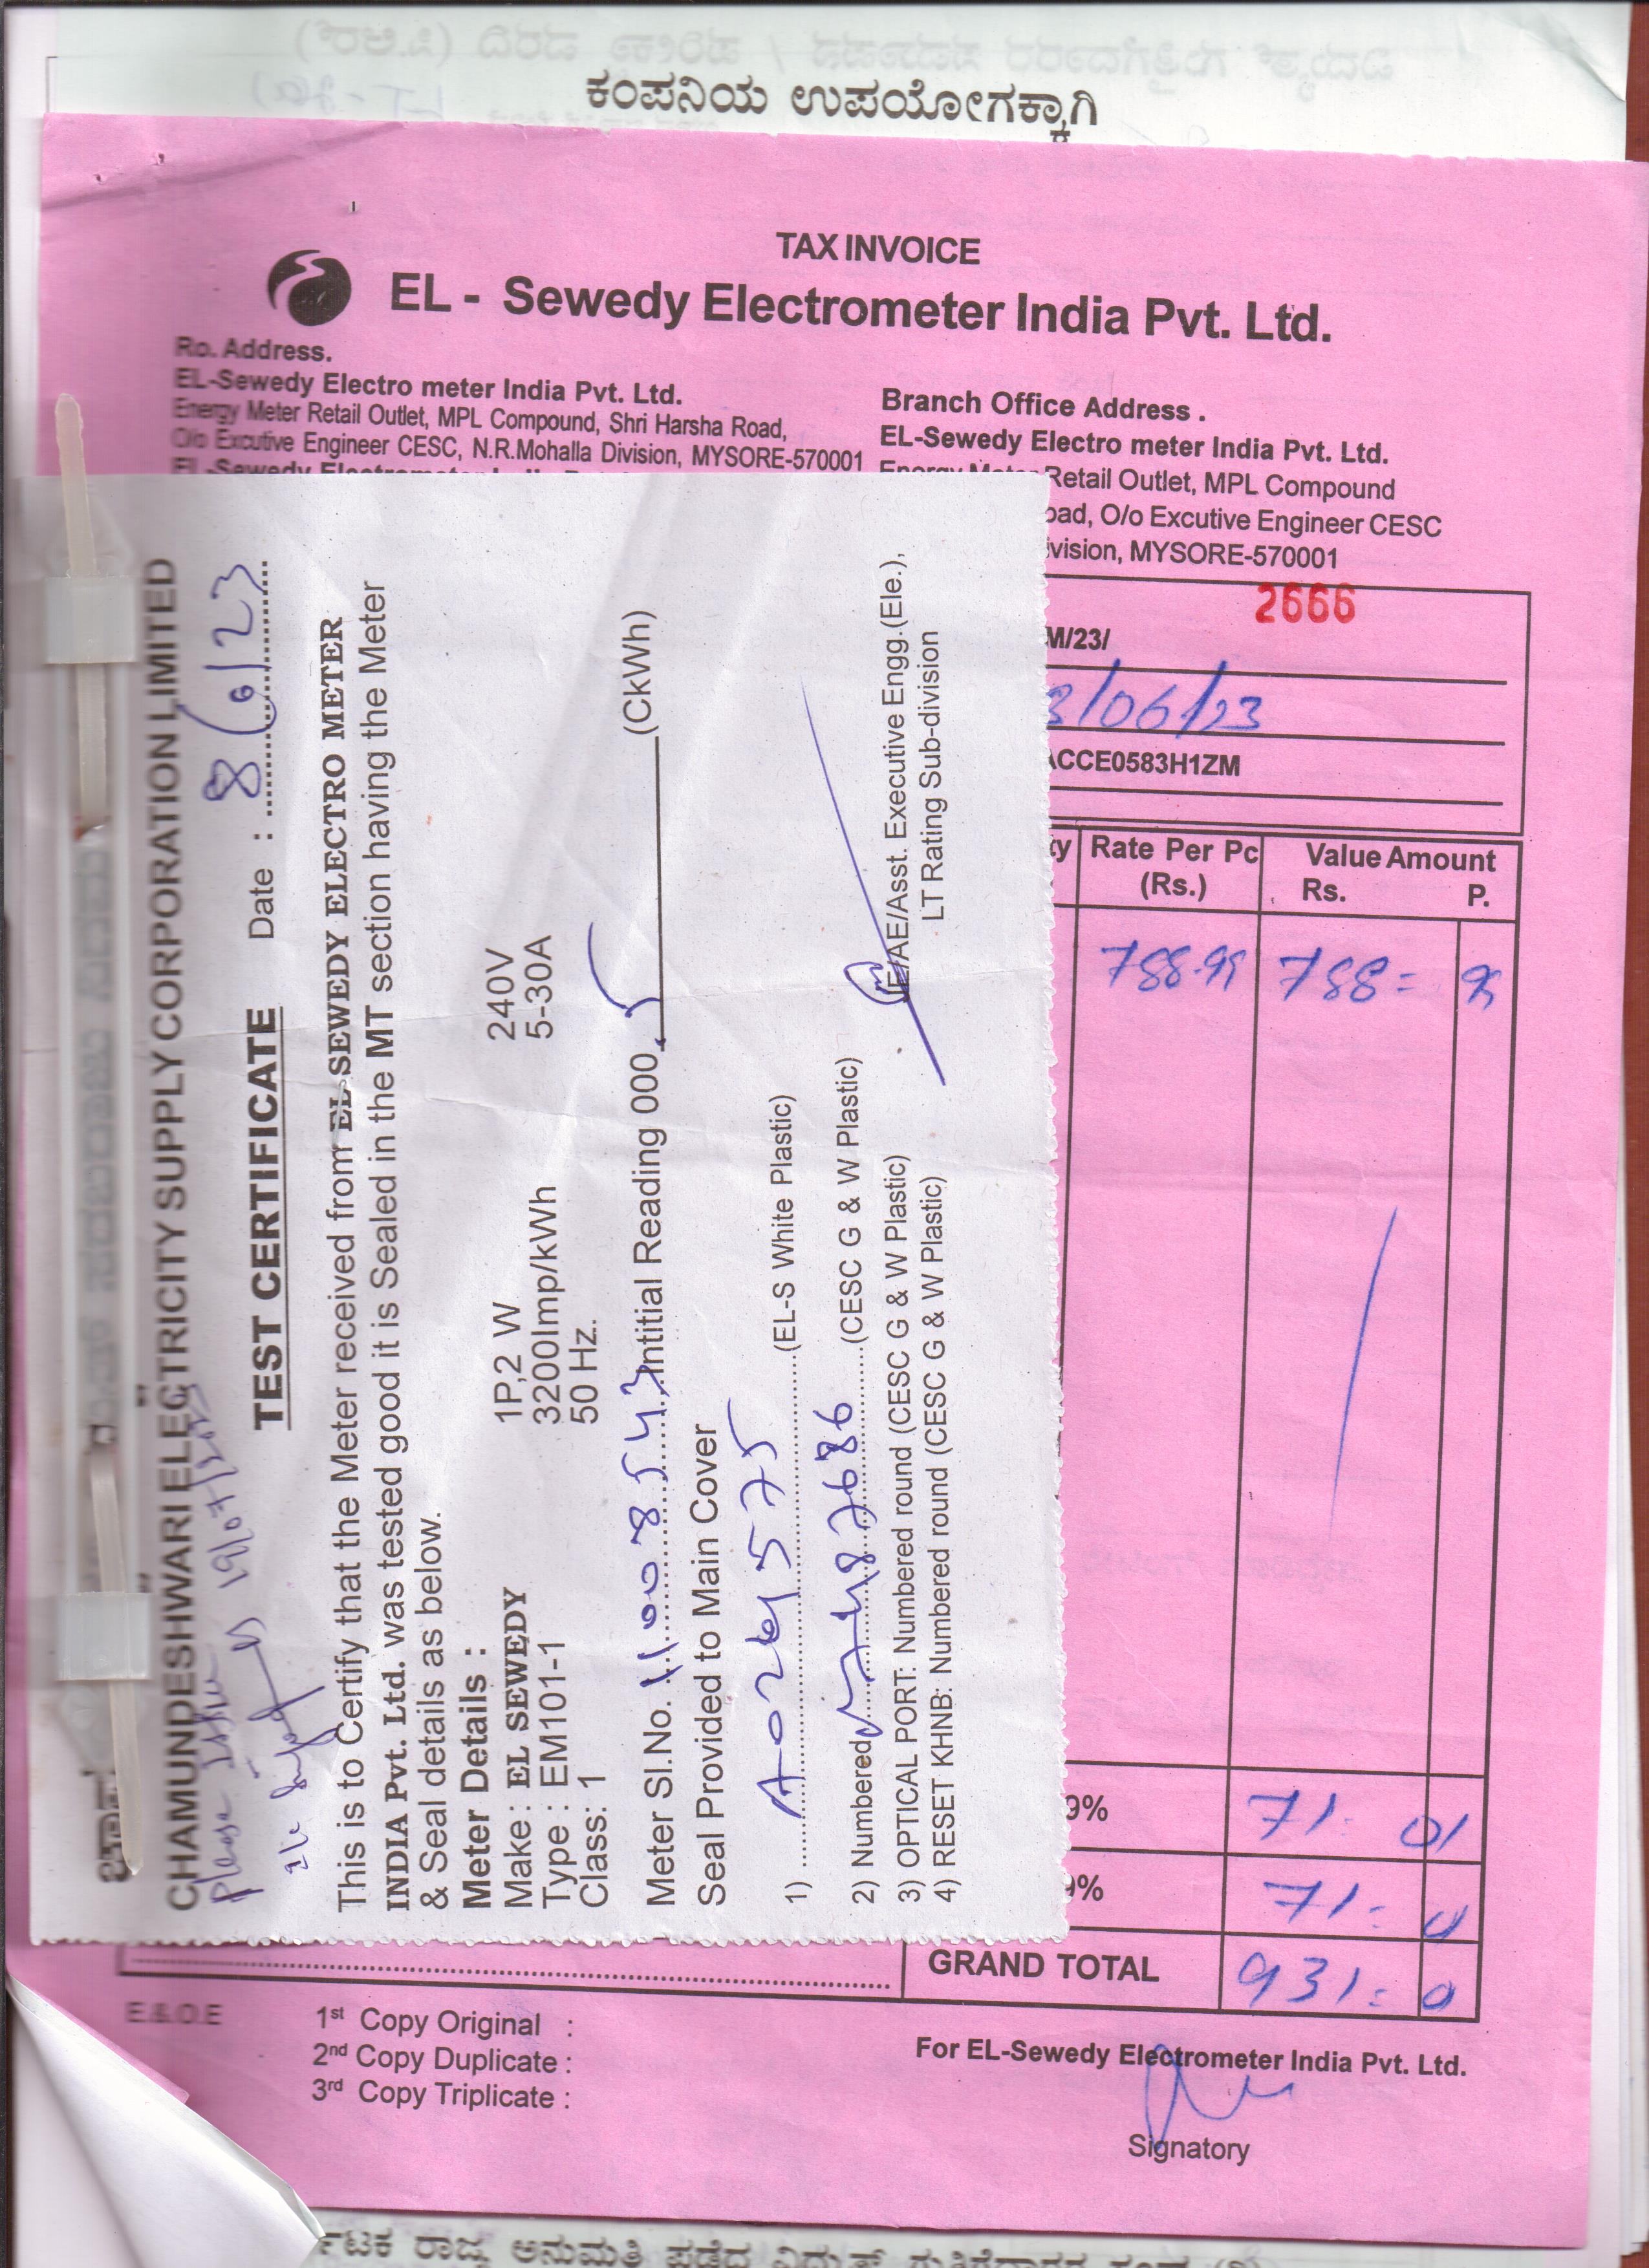 ಕಂಪನಿಯ ಉಪಯೋಗಕ್ಕಾಗಿ
TAX INVOICE
EL - Sewedy Electrometer India Pvt. Ltd.
Ro. Address.
EL-Sewedy Electro meter India Pvt. Ltd.
Energy Meter Retail Outlet, MPL Compound, Shri Harsha Road,
O/o Excutive Engineer CESC, N.R.Mohalla Division, MYSORE-570001
Branch Office Address .
EL-Sewedy Electro meter India Pvt. Ltd.
Retail Outlet, MPL Compound
oad, O/o Excutive Engineer CESC
ivision, MYSORE-570001
2666
M/23/
3/06/23
ACCE0583H1ZM
ty Rate Per Pc (Rs.) Value Amount
Rs. P.
788.99 788=
9% 71. 01
9% 71=
GRAND TOTAL 931=
E.&.O.E
1st Copy Original :
2nd Copy Duplicate :
3rd Copy Triplicate :
For EL-Sewedy Electrometer India Pvt. Ltd.
Signatory
CHAMUNDESHWARI ELECTRICITY SUPPLY CORPORATION LIMITED
Please Issue
19/07/2023
TEST CERTIFICATE Date : 8/6/23
This is to Certify that the Meter received from EL-SEWEDY ELECTRO METER
INDIA Pvt. Ltd. was tested good it is Sealed in the MT section having the Meter
& Seal details as below.
Meter Details :
Make : EL SEWEDY 1P,2 W 240V
Type : EM101-1 3200Imp/kWh 5-30A
Class: 1 50 Hz.
Meter Sl.No. 11008543 Intitial Reading 000.5 (CkWh)
Seal Provided to Main Cover
1) (EL-S White Plastic)
2) Numbered (CESC G & W Plastic)
3) OPTICAL PORT: Numbered round (CESC G & W Plastic)
4) RESET KHNB: Numbered round (CESC G & W Plastic)
E/AE/Asst. Executive Engg.(Ele.),
LT Rating Sub-division